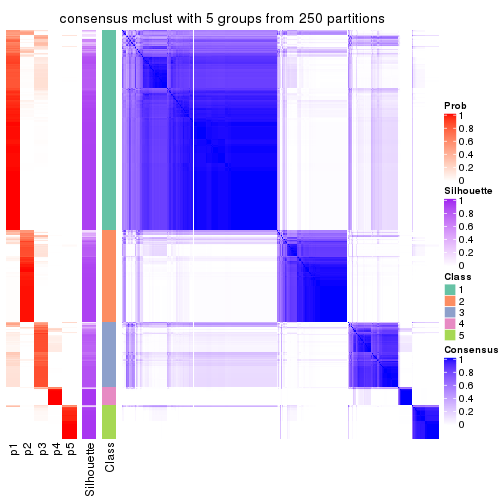 consensus mclust with 5 groups from 250 partitions
Prob
1
0.8
0.6
0.4
0.2
0
Silhouette
1
0.8
0.6
0.4
0.2
0
Class
1
2
3
4
5
Consensus
1
0.8
0.6
0.4
0.2
0
p1
p2
p3
p4
p5
Silhouette
Class